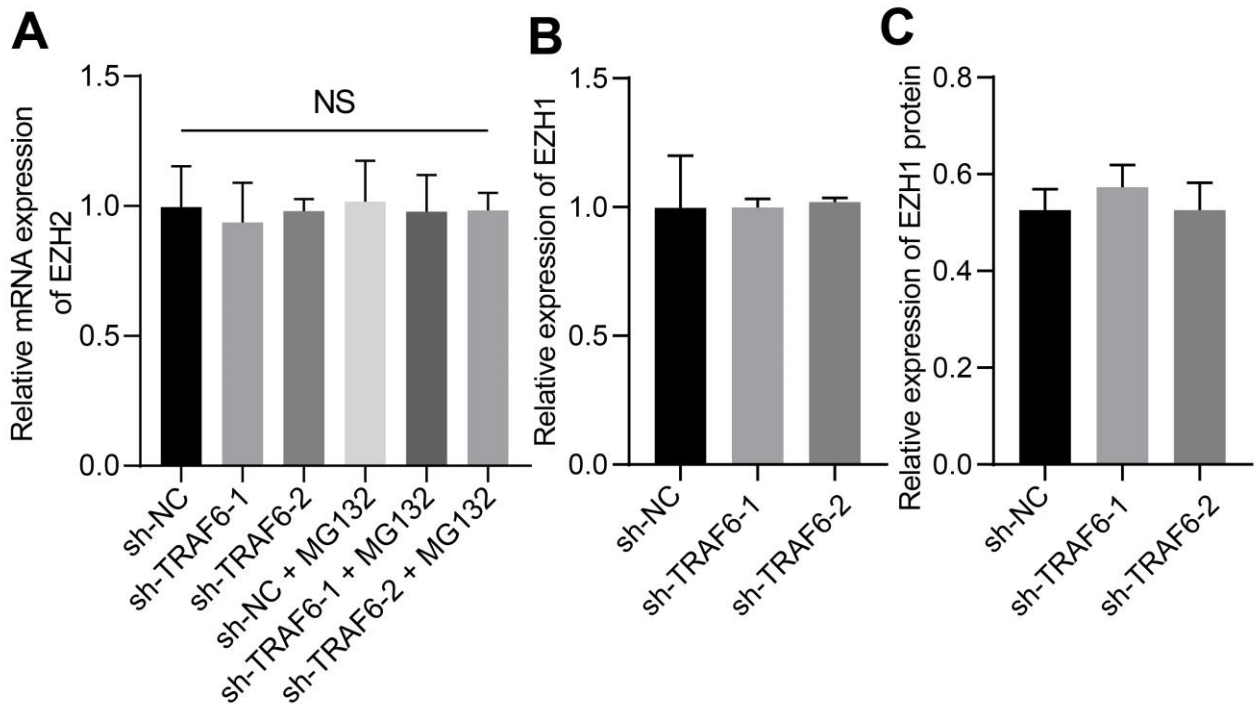 A
Relative mRNA expression
of EZH2
1.5
1.0
0.5
0.0
NS
sh-NC
sh-TRAF6-1
sh-TRAF6-2
sh-NC + MG132
sh-TRAF6-1 + MG132
sh-TRAF6-2 + MG132
B
Relative expression of EZH1
1.5
1.0
0.5
0.0
sh-NC
sh-TRAF6-1
sh-TRAF6-2
C
Relative expression of EZH1 protein
0.8
0.6
0.4
0.2
0.0
sh-NC
sh-TRAF6-1
sh-TRAF6-2